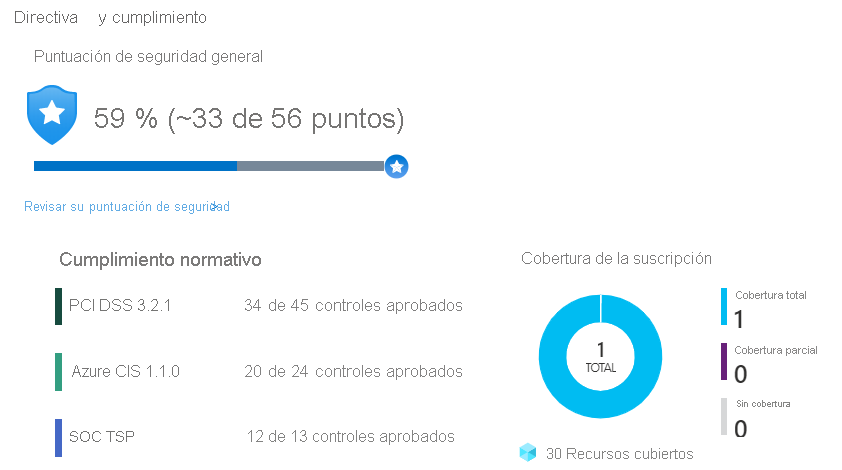 Directiva y cumplimiento
Puntuación de seguridad general
59 % (~33 de 56 puntos)
Revisar su puntuación de seguridad >
Cumplimiento normativo
PCI DSS 3.2.1 34 de 45 controles aprobados
Azure CIS 1.1.0 20 de 24 controles aprobados
SOC TSP 12 de 13 controles aprobados
Cobertura de la suscripción
1
TOTAL
Cobertura total
1
Cobertura parcial
0
Sin cobertura
0
30 Recursos cubiertos